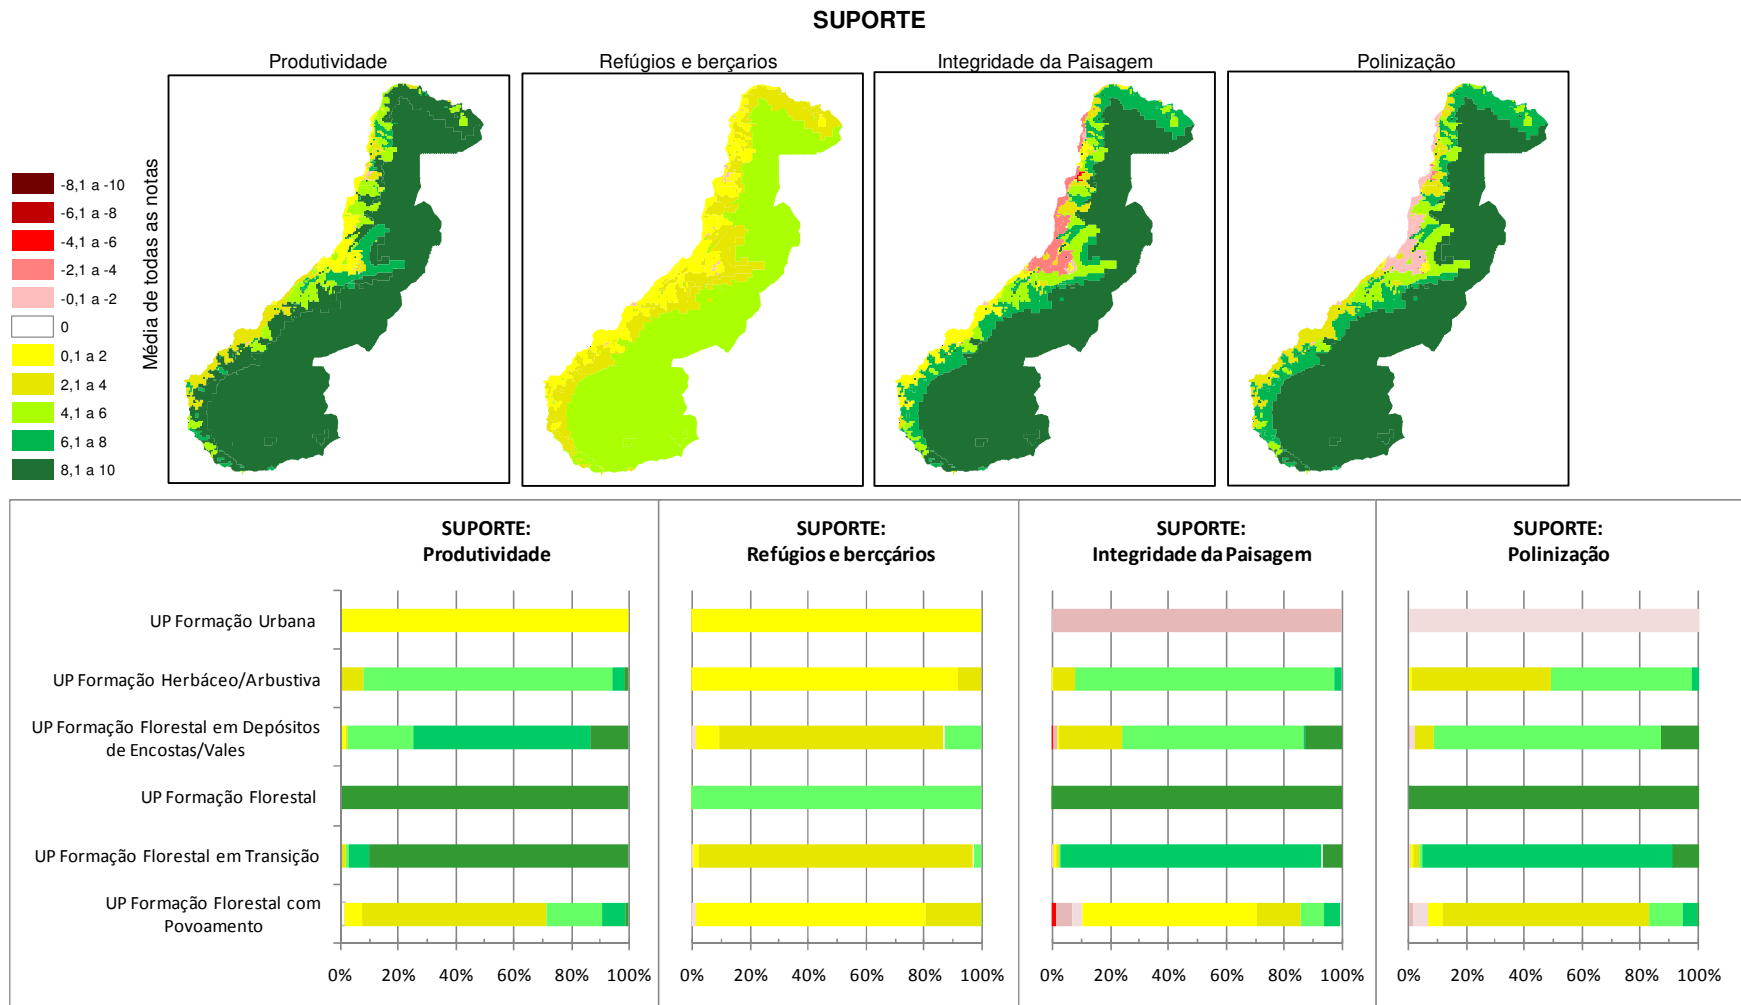 SUPORTE
Produtividade
Refúgios e berçarios
Integridade da Paisagem
Polinização
Média de todas as notas
-8,1 a -10
-6,1 a -8
-4,1 a -6
-2,1 a -4
-0,1 a -2
0
0,1 a 2
2,1 a 4
4,1 a 6
6,1 a 8
8,1 a 10
SUPORTE:
Produtividade
SUPORTE:
Refúgios e bercçários
SUPORTE:
Integridade da Paisagem
SUPORTE:
Polinização
UP Formação Urbana
UP Formação Herbáceo/Arbustiva
UP Formação Florestal em Depósitos
de Encostas/Vales
UP Formação Florestal
UP Formação Florestal em Transição
UP Formação Florestal com
Povoamento
0% 20% 40% 60% 80% 100%
0% 20% 40% 60% 80% 100%
0% 20% 40% 60% 80% 100%
0% 20% 40% 60% 80% 100%